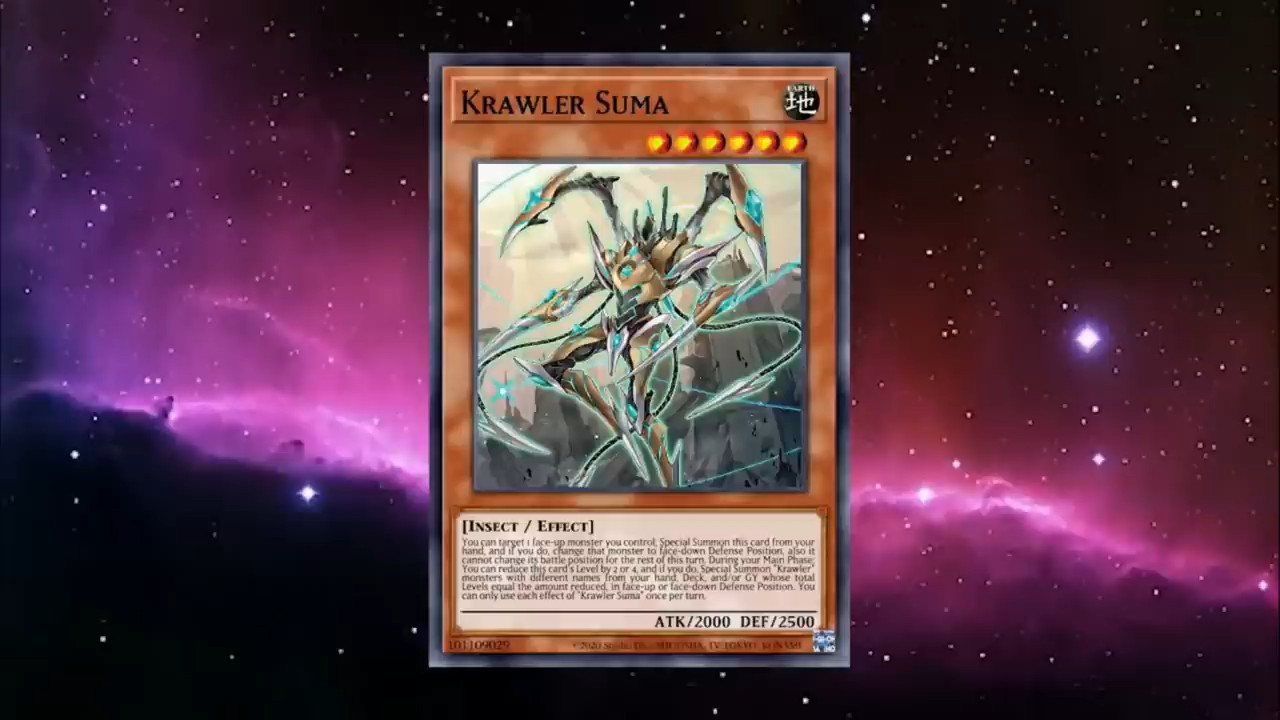 KRAWLER SUMA
EARTH
地
[INSECT / EFFECT]
You can target 1 face-up monster you control; Special Summon this card from your
hand, and if you do, change that monster to face-down Defense Position, also it
cannot change its battle position for the rest of this turn. During your Main Phase:
You can reduce this card's Level by 2 or 4, and if you do, Special Summon "Krawler"
monsters with different names from your hand, Deck, and/or GY, whose total
Levels equal the amount reduced, in face-up or face-down Defense Position. You
can only use each effect of "Krawler Suma" once per turn.
ATK/2000 DEF/2500
101109029
©2020 TV TOKYO, KONAMI